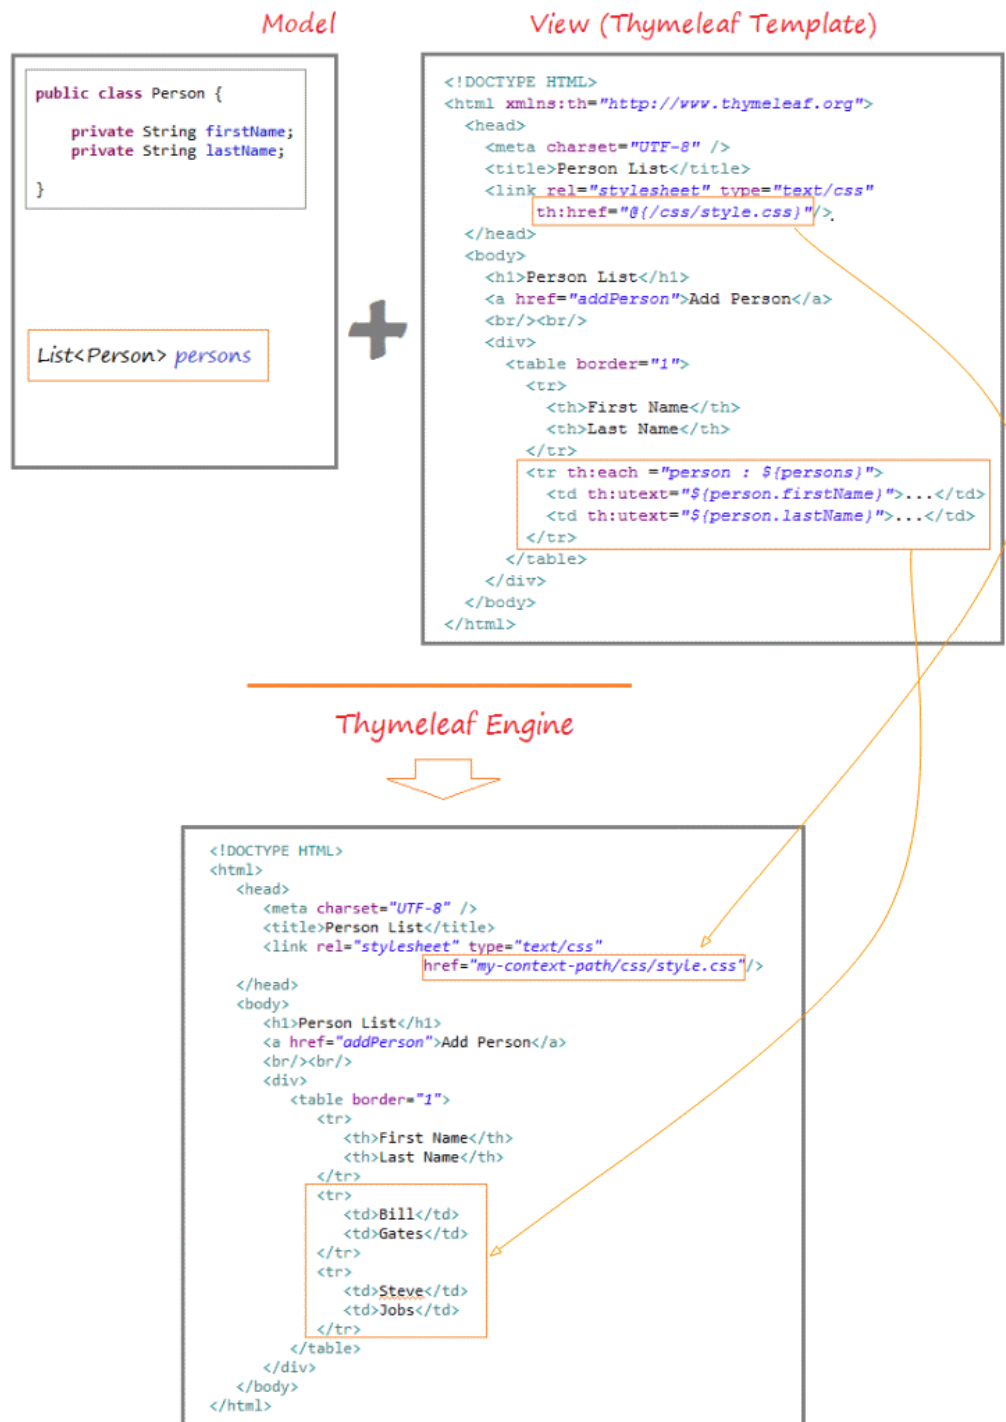 Model
public class Person {
private String firstName;
private String lastName;
}
List<Person> persons
View (Thymeleaf Template)
<!DOCTYPE HTML>
<html xmlns:th="http://www.thymeleaf.org">
<head>
<meta charset="UTF-8" />
<title>Person List</title>
<link rel="stylesheet" type="text/css"
th:href="@{/css/style.css}"/>
</head>
<body>
<h1>Person List</h1>
<a href="addPerson">Add Person</a>
<br/><br/>
<div>
<table border="1">
<tr>
<th>First Name</th>
<th>Last Name</th>
</tr>
<tr th:each ="person : ${persons}">
<td th:utext="${person.firstName}">...</td>
<td th:utext="${person.lastName}">...</td>
</tr>
</table>
</div>
</body>
</html>
Thymeleaf Engine
<!DOCTYPE HTML>
<html>
<head>
<meta charset="UTF-8" />
<title>Person List</title>
<link rel="stylesheet" type="text/css"
href="my-context-path/css/style.css"/>
</head>
<body>
<h1>Person List</h1>
<a href="addPerson">Add Person</a>
<br/><br/>
<div>
<table border="1">
<tr>
<th>First Name</th>
<th>Last Name</th>
</tr>
<tr>
<td>Bill</td>
<td>Gates</td>
</tr>
<tr>
<td>Steve</td>
<td>Jobs</td>
</tr>
</table>
</div>
</body>
</html>